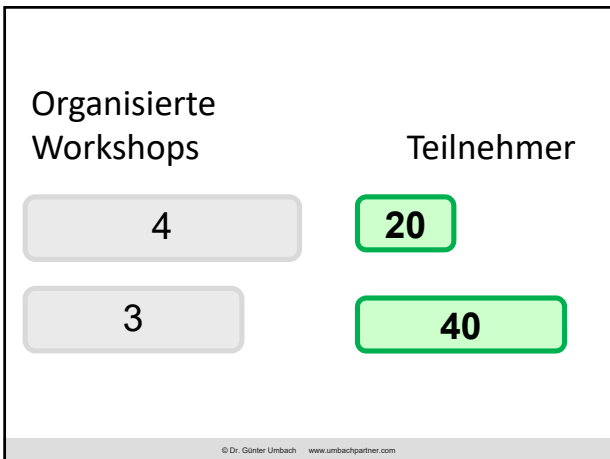 Organisierte
Workshops
Teilnehmer
4
20
3
40
© Dr. Günter Umbach www.umbachpartner.com